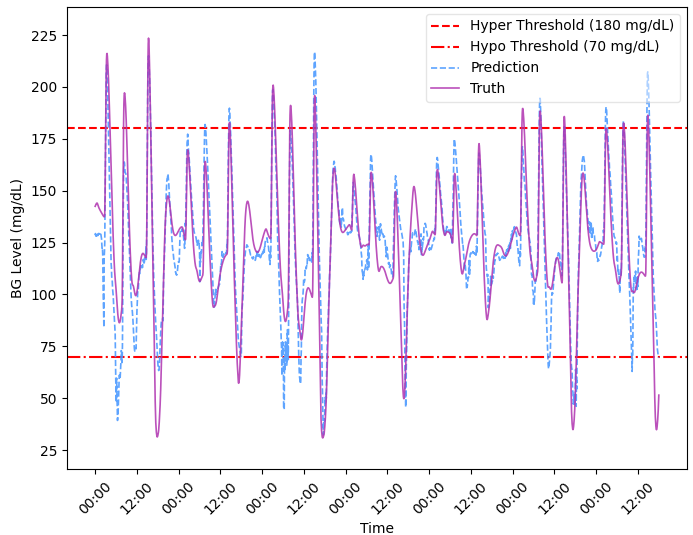 Hyper Threshold (180 mg/dL)
Hypo Threshold (70 mg/dL)
Prediction
Truth
BG Level (mg/dL)
225
200
175
150
125
100
75
50
25
00:00 12:00 00:00 12:00 00:00 12:00 00:00 12:00 00:00 12:00 00:00 12:00 00:00 12:00
Time